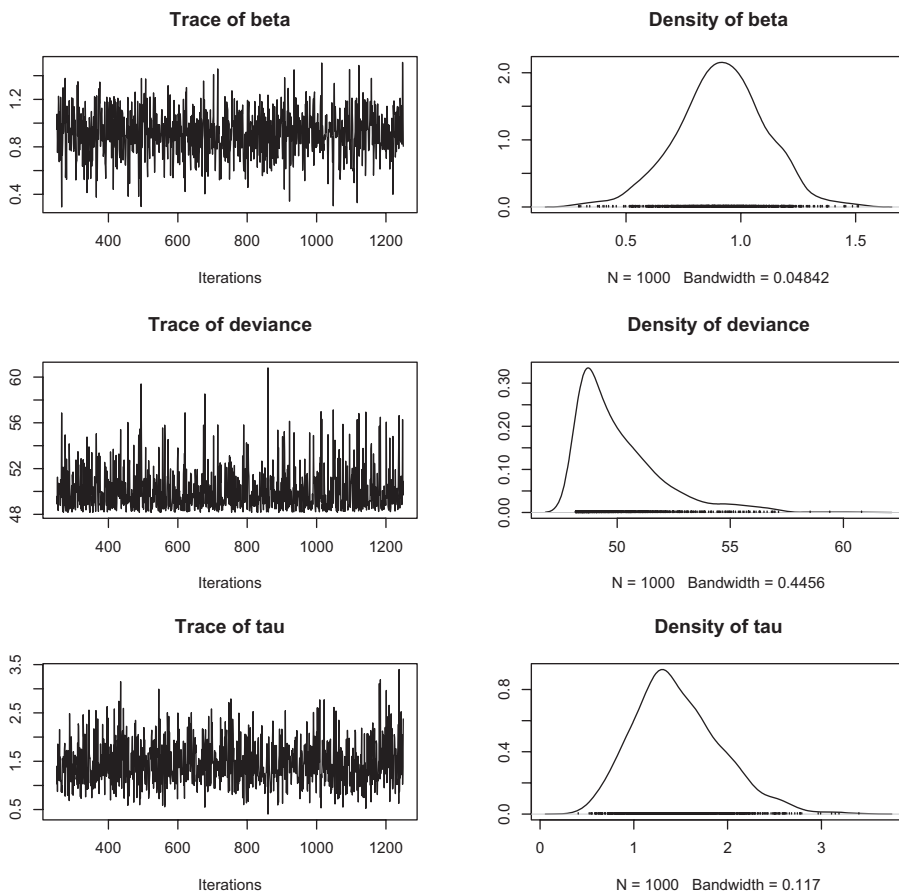 Trace of beta
0.4 0.8 1.2
400 600 800 1000 1200
Iterations
Density of beta
0.0 1.0 2.0
0.5 1.0 1.5
N = 1000 Bandwidth = 0.04842
Trace of deviance
48 52 56 60
400 600 800 1000 1200
Iterations
Density of deviance
0.00 0.10 0.20 0.30
50 55 60
N = 1000 Bandwidth = 0.4456
Trace of tau
0.5 1.5 2.5 3.5
400 600 800 1000 1200
Iterations
Density of tau
0.0 0.4 0.8
0 1 2 3
N = 1000 Bandwidth = 0.117